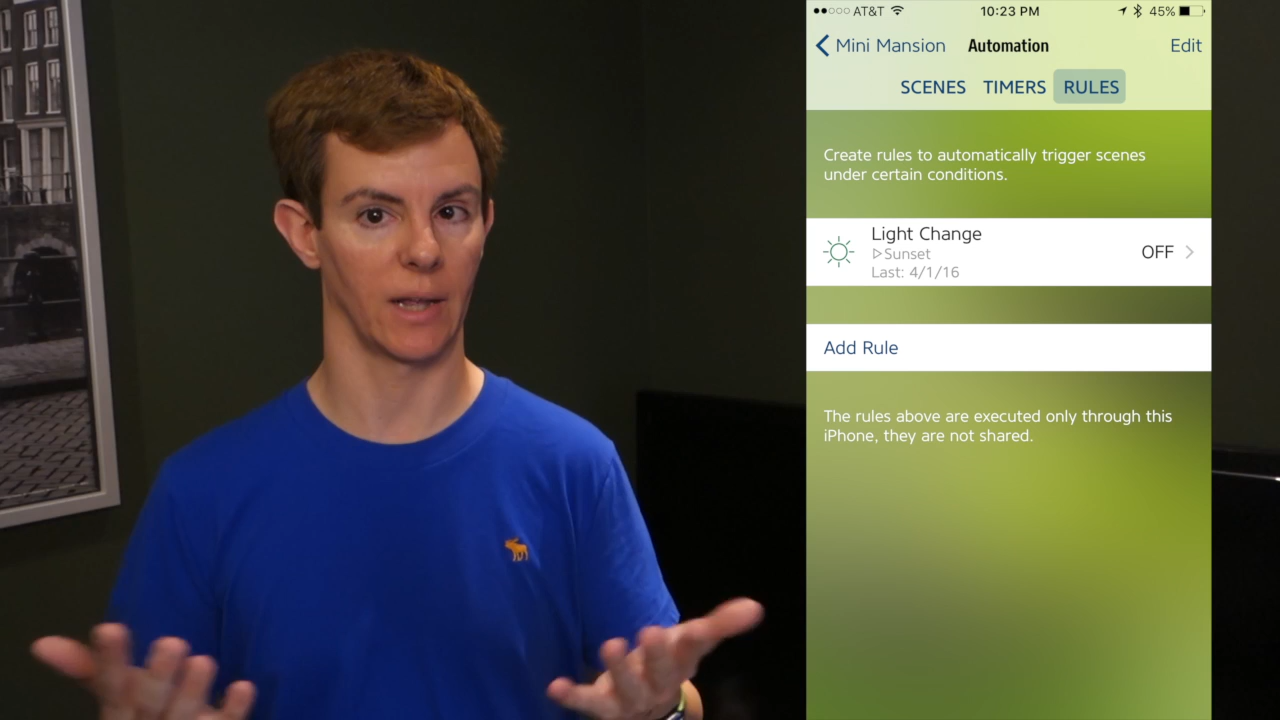 AT&T 10:23 PM 45%
Mini Mansion Automation Edit
SCENES TIMERS RULES
Create rules to automatically trigger scenes
under certain conditions.
Light Change
Sunset
Last: 4/1/16
OFF
Add Rule
The rules above are executed only through this
iPhone, they are not shared.